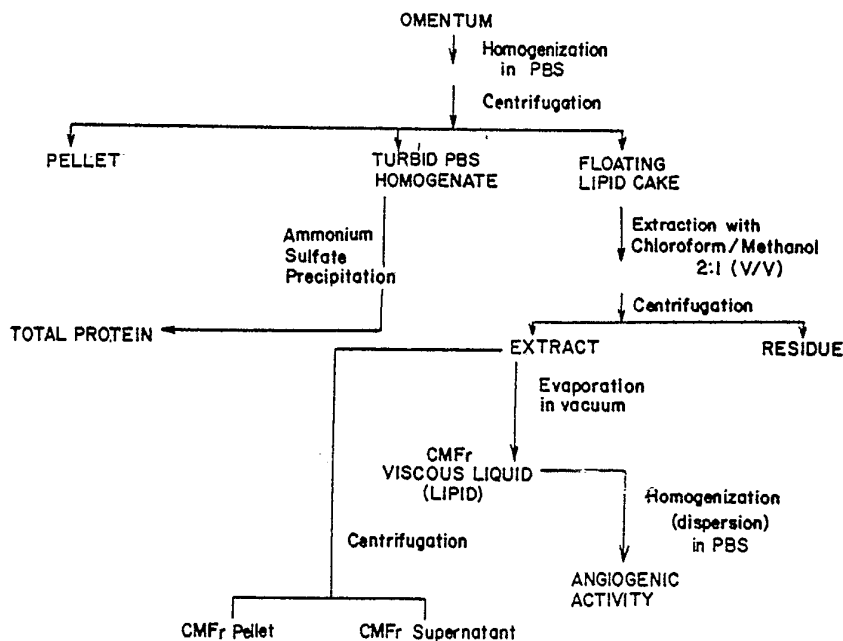 OMENTUM
Homogenization
in PBS
Centrifugation
PELLET
TURBID PBS
HOMOGENATE
FLOATING
LIPID CAKE
Ammonium
Sulfate
Precipitation
Extraction with
Chloroform/Methanol
2:1 (V/V)
Centrifugation
TOTAL PROTEIN
EXTRACT
RESIDUE
Evaporation
in vacuum
CMFr
VISCOUS LIQUID
(LIPID)
Homogenization
(dispersion)
in PBS
Centrifugation
ANGIOGENIC
ACTIVITY
CMFr Pellet
CMFr Supernatant